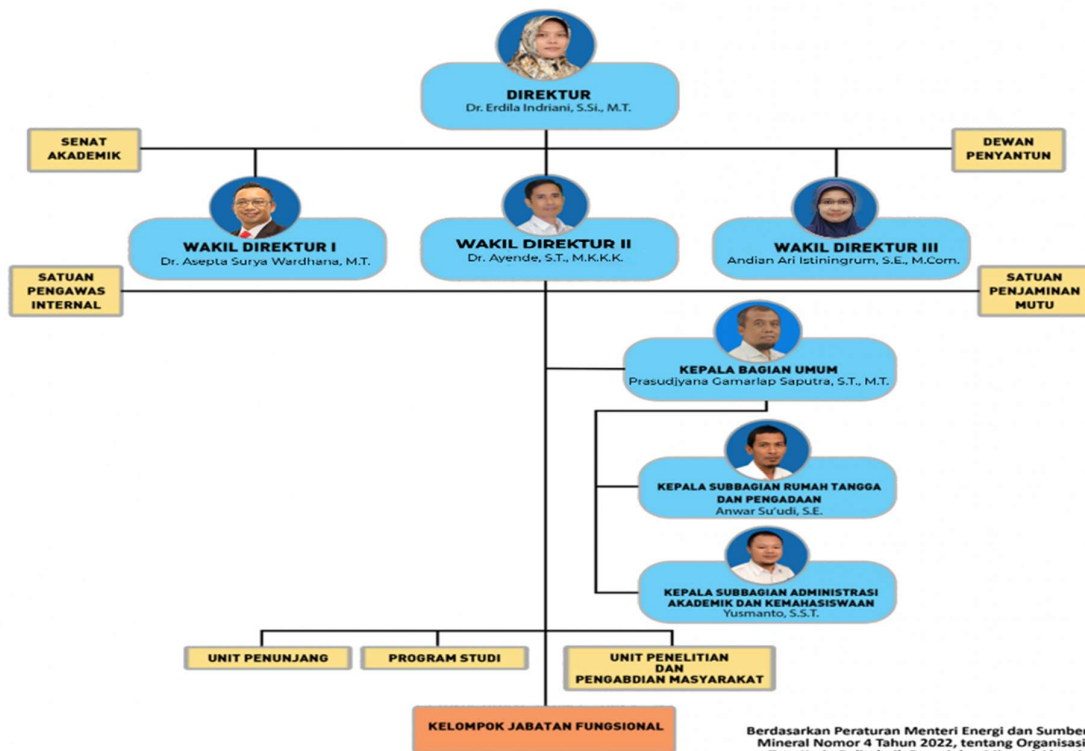 DIREKTUR
Dr. Erdila Indriani, S.Si., M.T.
SENAT
AKADEMIK
DEWAN
PENYANTUN
WAKIL DIREKTUR I
Dr. Asepta Surya Wardhana, M.T.
WAKIL DIREKTUR II
Dr. Ayende, S.T., M.K.K.K.
WAKIL DIREKTUR III
Andian Ari Istiningrum, S.E., M.Com.
SATUAN
PENGAWAS
INTERNAL
SATUAN
PENJAMINAN
MUTU
KEPALA BAGIAN UMUM
Prasudjyana Gamarlap Saputra, S.T., M.T.
KEPALA SUBBAGIAN RUMAH TANGGA
DAN PENGADAAN
Anwar Su'udi, S.E.
KEPALA SUBBAGIAN ADMINISTRASI
AKADEMIK DAN KEMAHASISWAAN
Yusmanto, S.S.T.
UNIT PENUNJANG
PROGRAM STUDI
UNIT PENELITIAN
DAN
PENGABDIAN MASYARAKAT
KELOMPOK JABATAN FUNGSIONAL
Berdasarkan Peraturan Menteri Energi dan Sumber
Mineral Nomor 4 Tahun 2022, tentang Organisasi